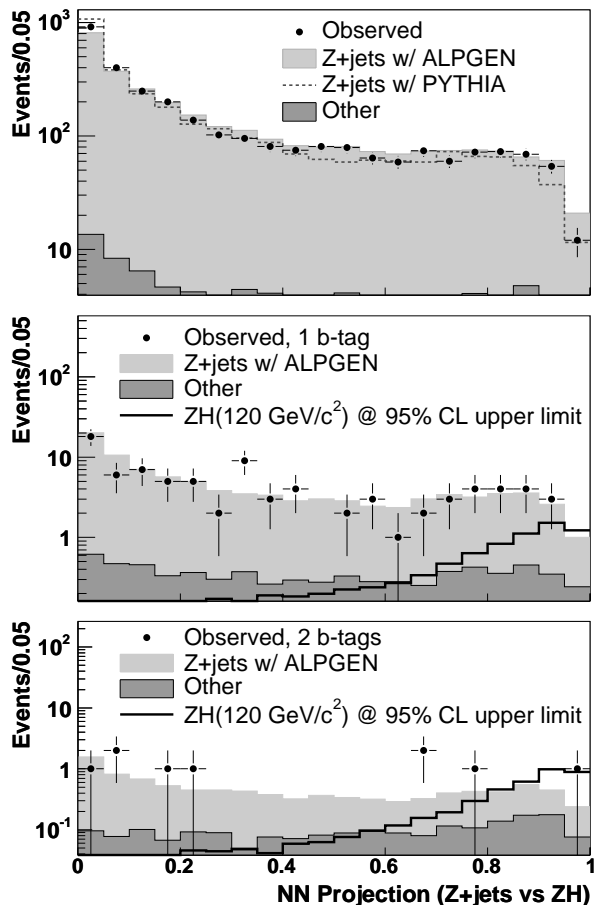 Events/0.05
10³
10²
10
Observed
Z+jets w/ ALPGEN
Z+jets w/ PYTHIA
Other
Events/0.05
10²
10
1
Observed, 1 b-tag
Z+jets w/ ALPGEN
Other
ZH(120 GeV/c²) @ 95% CL upper limit
Events/0.05
10²
10
1
10⁻¹
Observed, 2 b-tags
Z+jets w/ ALPGEN
Other
ZH(120 GeV/c²) @ 95% CL upper limit
0 0.2 0.4 0.6 0.8 1
NN Projection (Z+jets vs ZH)